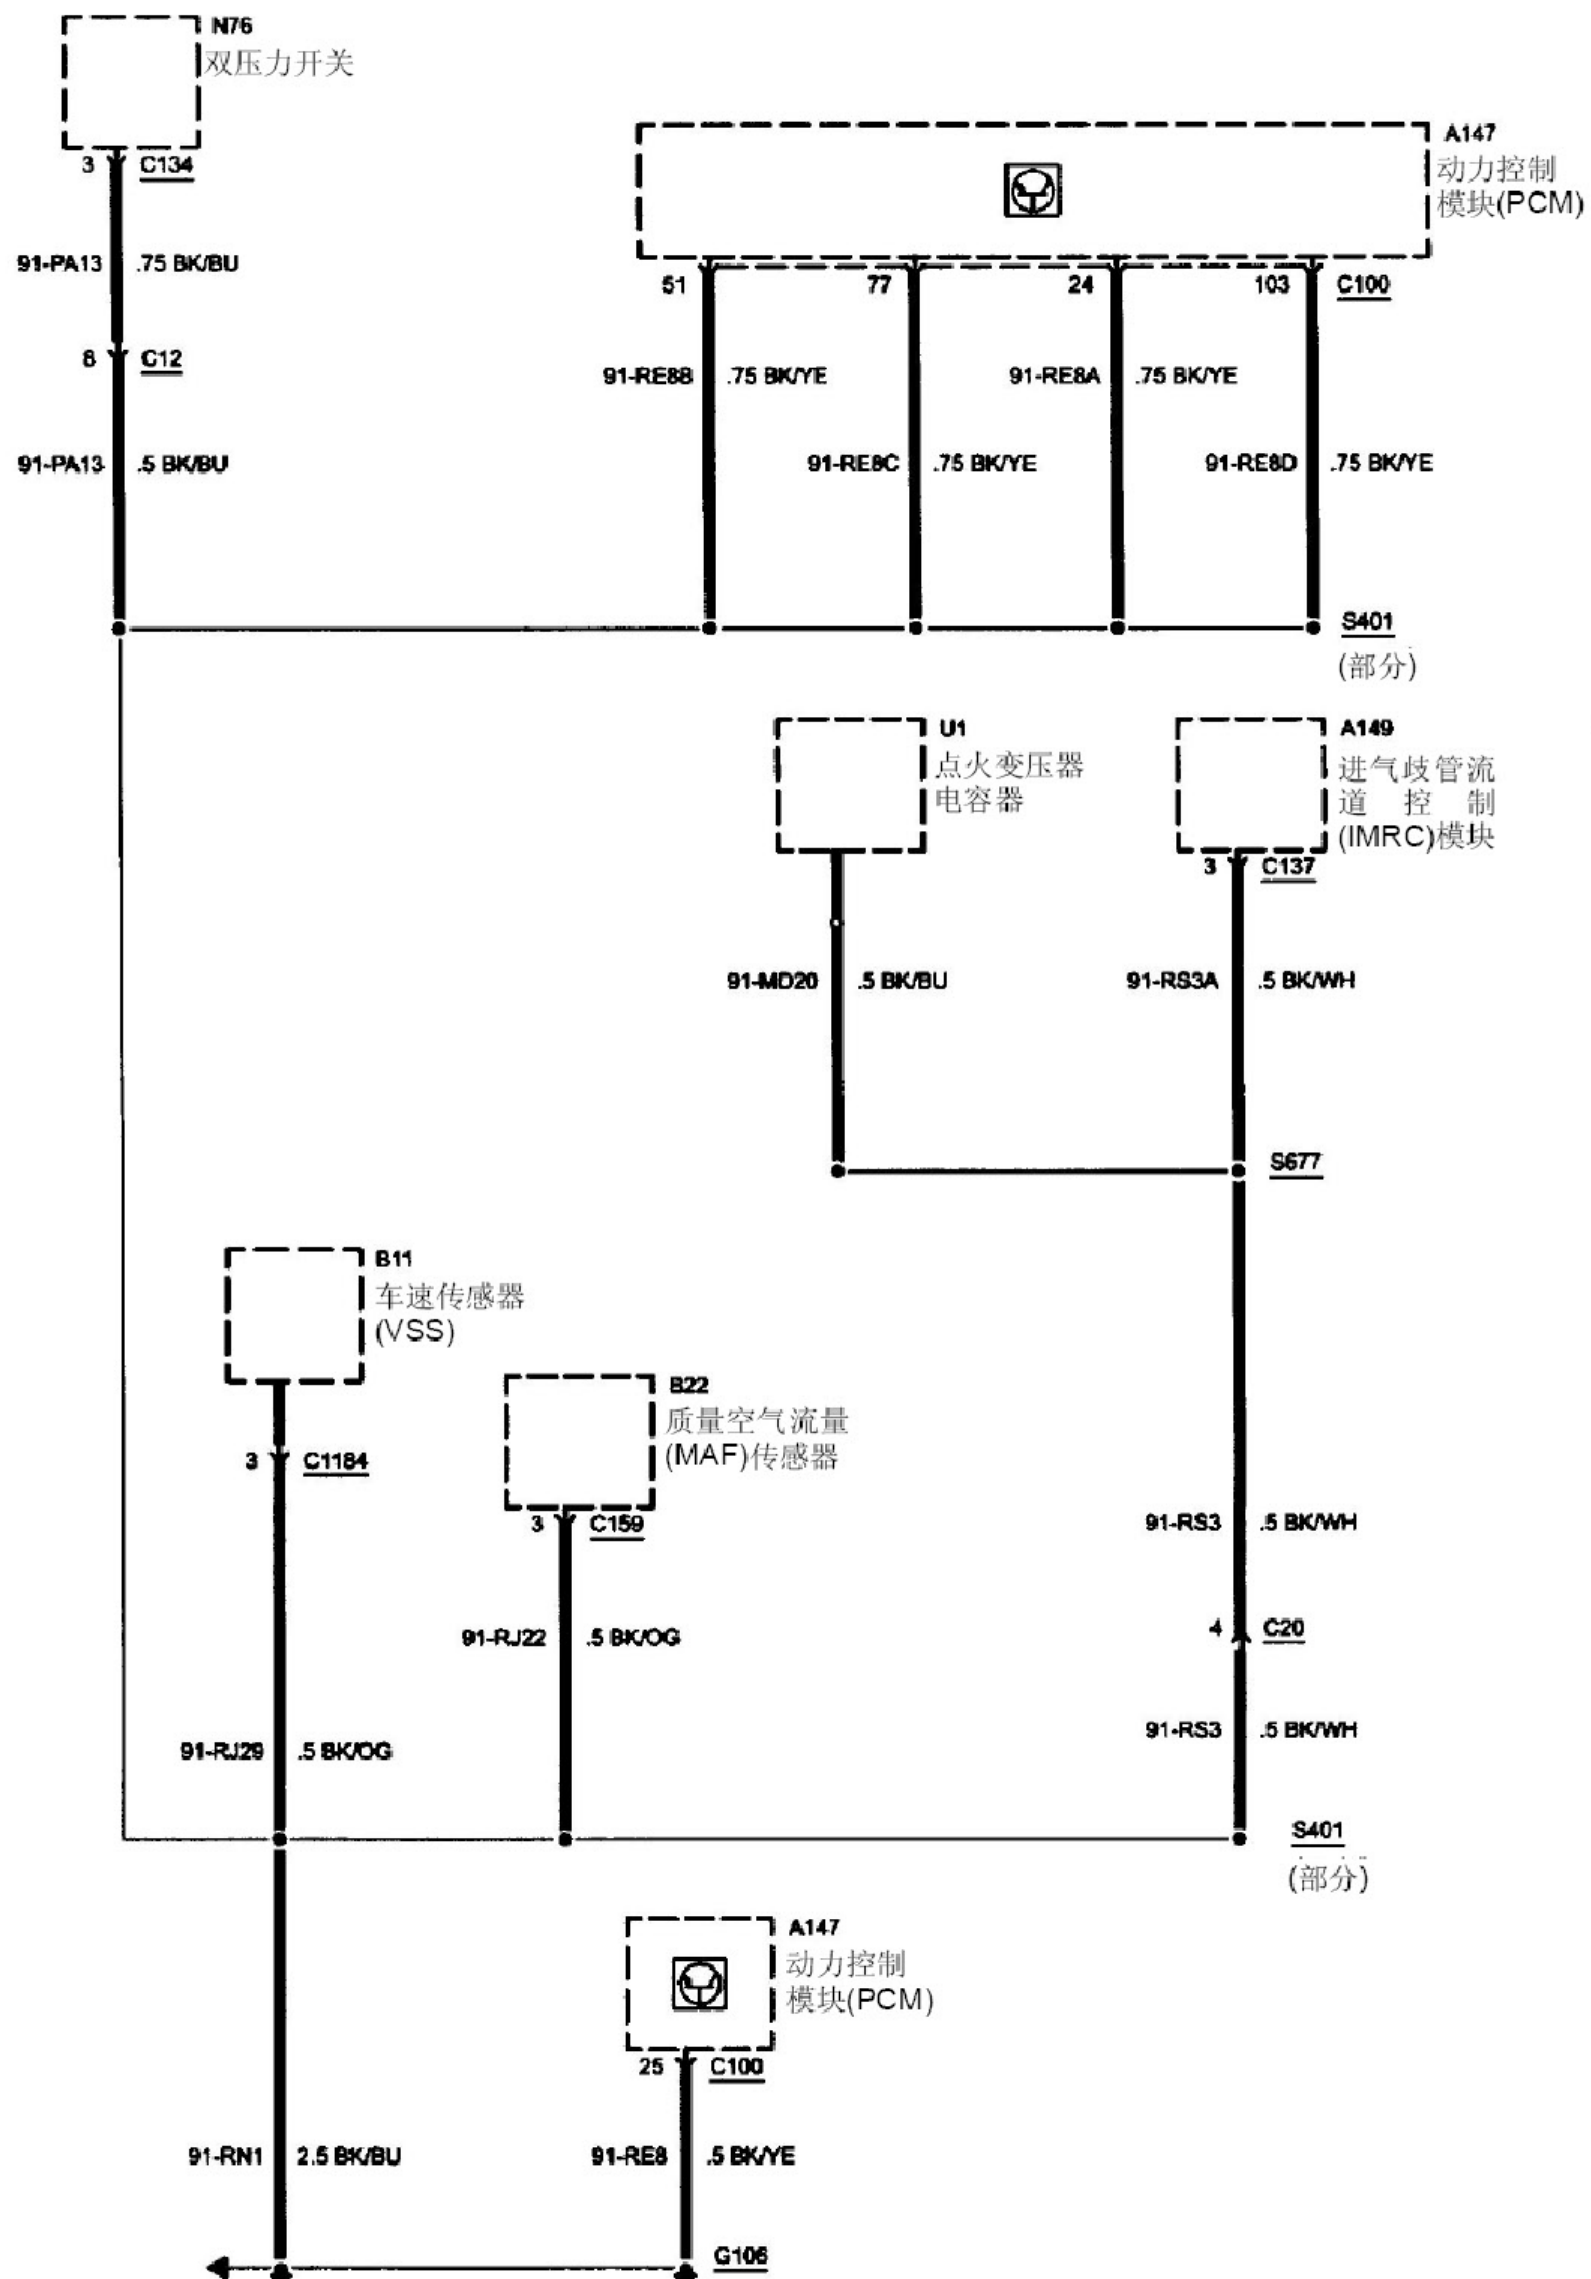 N76
双压力开关
3 C134
91-PA13 .75 BK/BU
8 C12
91-PA13 .5 BK/BU
A147
动力控制
模块(PCM)
51 77 24 103 C100
91-RE8B .75 BK/YE 91-RE8A .75 BK/YE
91-RE8C .75 BK/YE 91-RE8D .75 BK/YE
S401
(部分)
U1
点火变压器
电容器
A149
进气歧管流
道 控 制
(IMRC)模块
3 C137
91-MD20 .5 BK/BU 91-RS3A .5 BK/WH
S677
B11
车速传感器
(VSS)
3 C1184
B22
质量空气流量
(MAF)传感器
3 C159
91-RS3 .5 BK/WH
91-RJ22 .5 BK/OG
4 C20
91-RS3 .5 BK/WH
91-RJ29 .5 BK/OG
S401
(部分)
A147
动力控制
模块(PCM)
25 C100
91-RN1 2.5 BK/BU 91-RE8 .5 BK/YE
G106